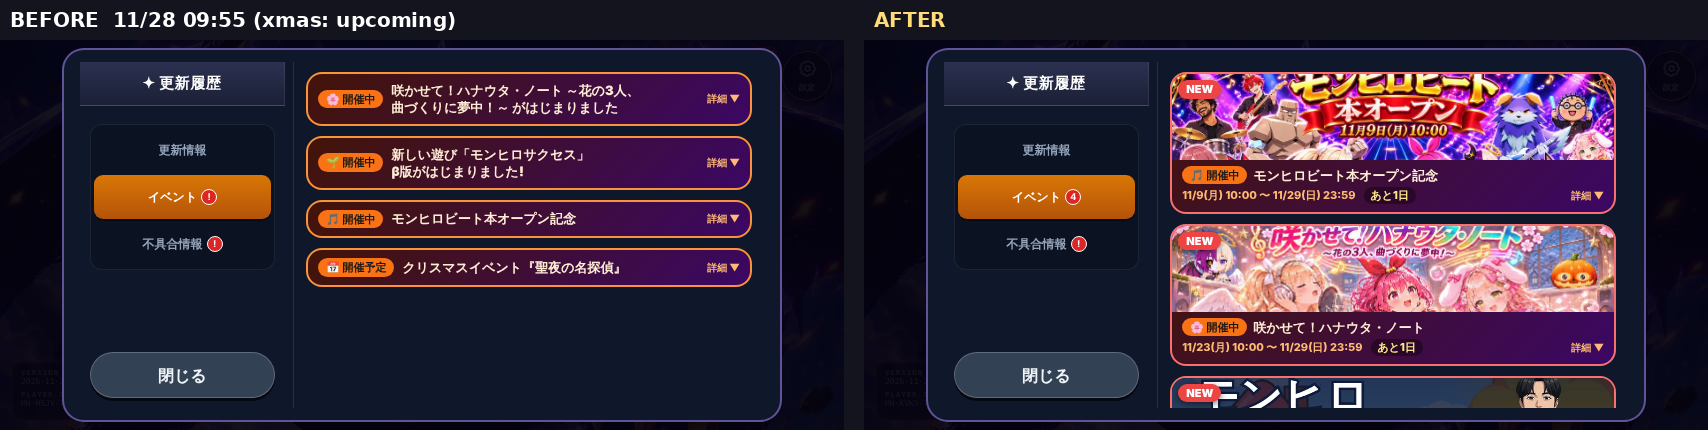 BEFORE 11/28 09:55 (xmas: upcoming)
✦ 更新履歴
更新情報
イベント !
不具合情報 !
閉じる
🌸 開催中 咲かせて！ハナウタ・ノート ～花の3人、
曲づくりに夢中！～ がはじまりました
詳細 ▼
🌱 開催中 新しい遊び「モンヒロサクセス」
β版がはじまりました!
詳細 ▼
🎵 開催中 モンヒロビート本オープン記念 詳細 ▼
📅 開催予定 クリスマスイベント『聖夜の名探偵』 詳細 ▼
AFTER
✦ 更新履歴
更新情報
イベント 4
不具合情報 !
閉じる
NEW
モンヒロビート
本オープン
11月9日(月) 10:00
🎵 開催中 モンヒロビート本オープン記念
11/9(月) 10:00 〜 11/29(日) 23:59 あと1日 詳細 ▼
NEW
咲かせて!ハナウタ・ノート
～花の3人、曲づくりに夢中!～
🌸 開催中 咲かせて！ハナウタ・ノート
11/23(月) 10:00 〜 11/29(日) 23:59 あと1日 詳細 ▼
NEW
モンヒロ